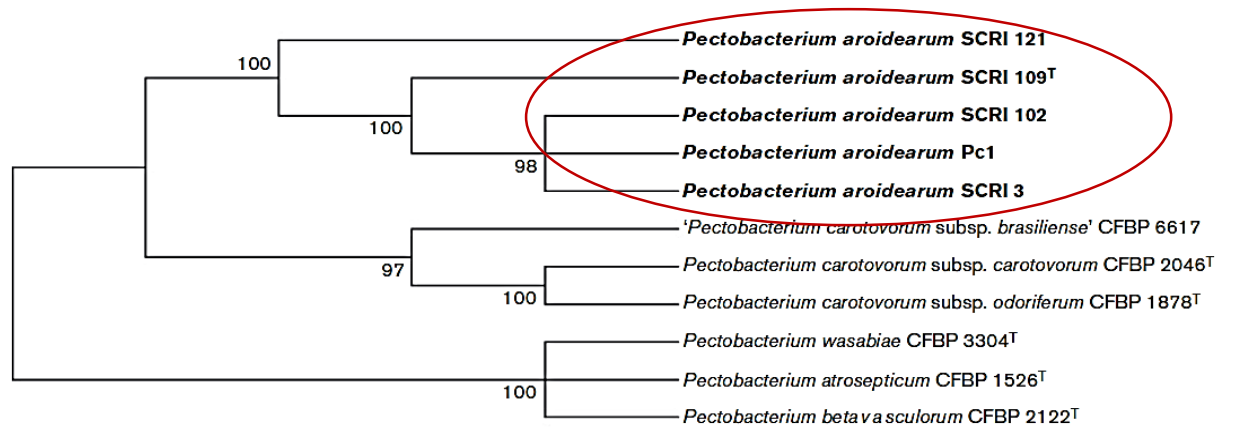 Pectobacterium aroidearum SCRI 121
100
Pectobacterium aroidearum SCRI 109ᵀ
100
Pectobacterium aroidearum SCRI 102
Pectobacterium aroidearum Pc1
98
Pectobacterium aroidearum SCRI 3
‘Pectobacterium carotovorum subsp. brasiliense’ CFBP 6617
97
Pectobacterium carotovorum subsp. carotovorum CFBP 2046ᵀ
100
Pectobacterium carotovorum subsp. odoriferum CFBP 1878ᵀ
Pectobacterium wasabiae CFBP 3304ᵀ
Pectobacterium atrosepticum CFBP 1526ᵀ
100
Pectobacterium betavasculorum CFBP 2122ᵀ